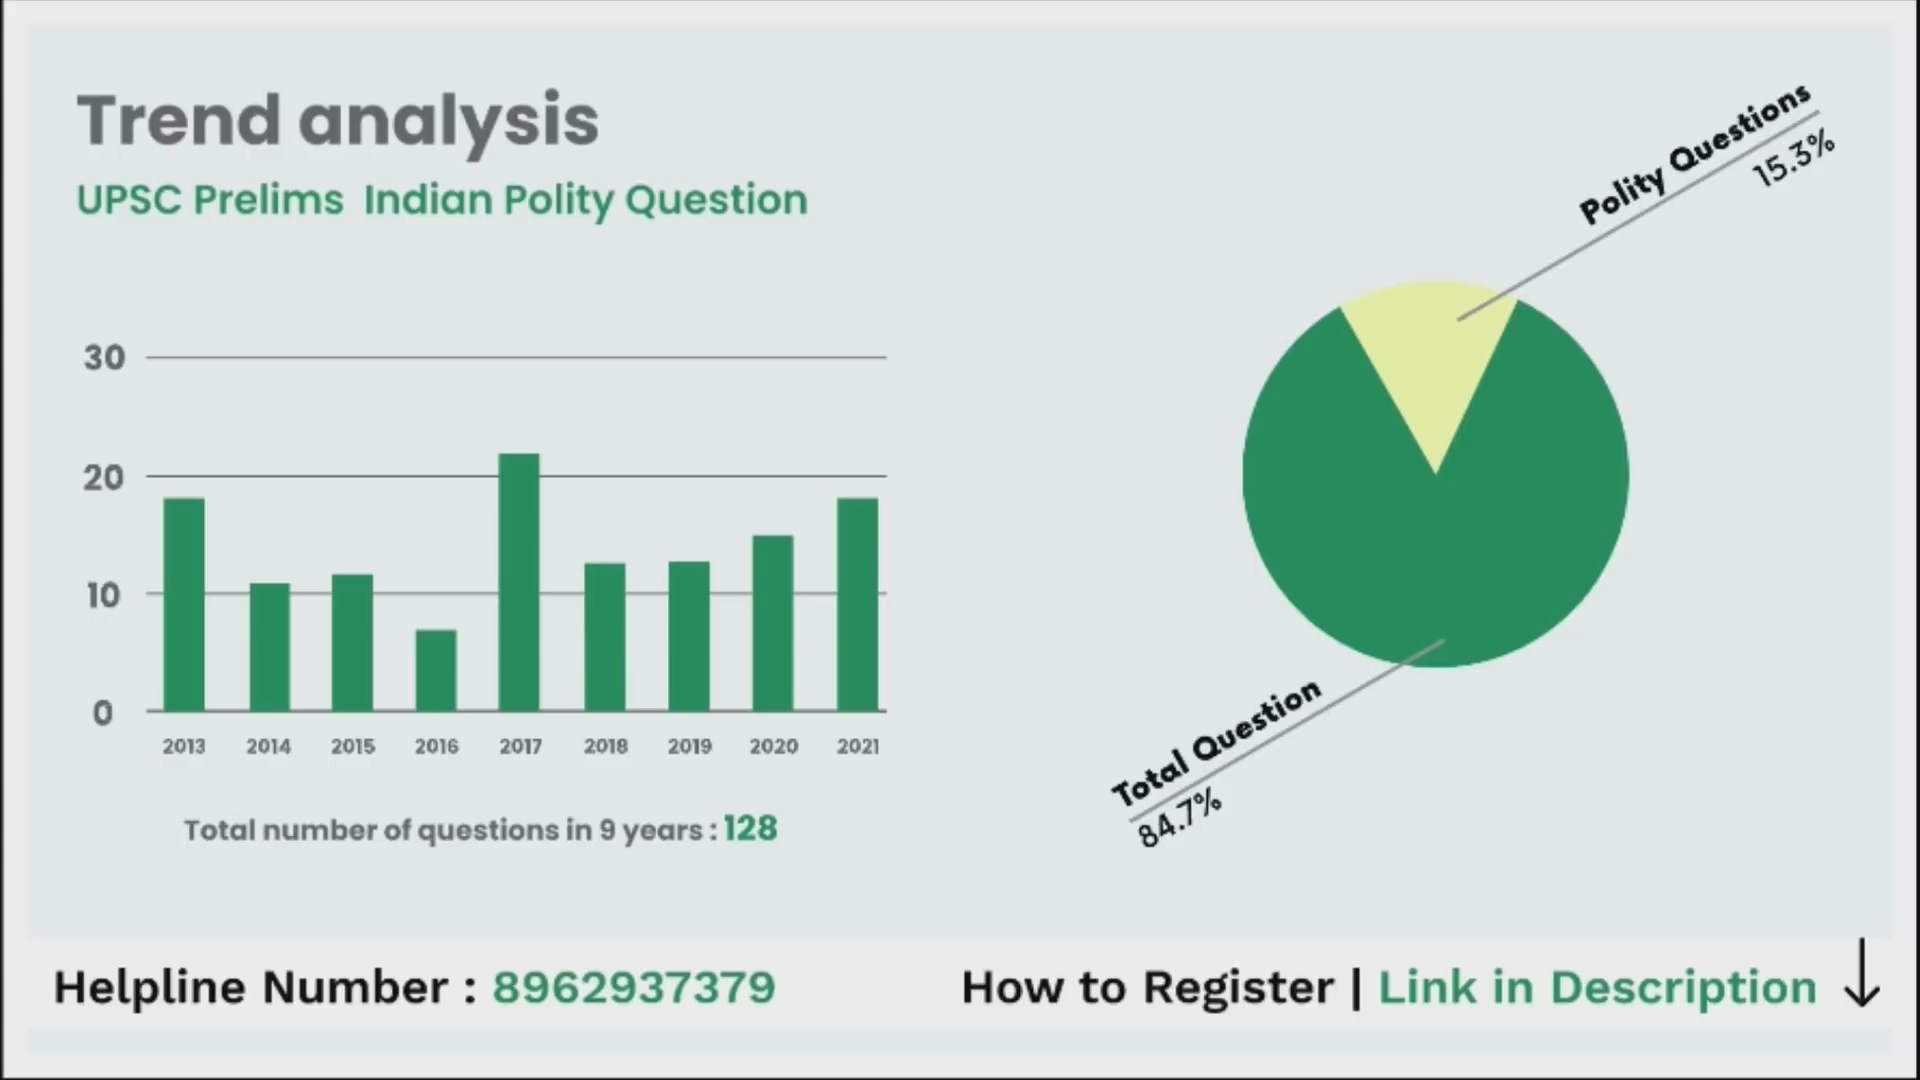 Trend analysis
UPSC Prelims Indian Polity Question
30
20
10
0
2013 2014 2015 2016 2017 2018 2019 2020 2021
Total number of questions in 9 years : 128
Polity Questions
15.3%
Total Question
84.7%
Helpline Number : 8962937379
How to Register | Link in Description